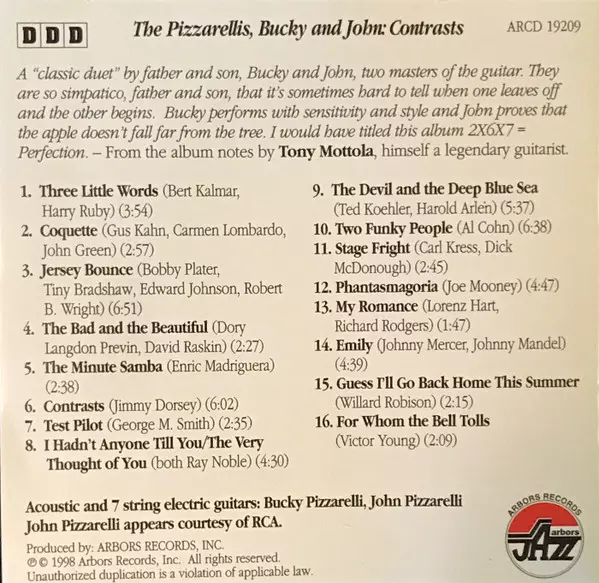 DDD
The Pizzarellis, Bucky and John: Contrasts
ARCD 19209
A "classic duet" by father and son, Bucky and John, two masters of the guitar. They
are so simpatico, father and son, that it's sometimes hard to tell when one leaves off
and the other begins. Bucky performs with sensitivity and style and John proves that
the apple doesn't fall far from the tree. I would have titled this album 2X6X7 =
Perfection. – From the album notes by Tony Mottola, himself a legendary guitarist.
1. Three Little Words (Bert Kalmar,
Harry Ruby) (3:54)
2. Coquette (Gus Kahn, Carmen Lombardo,
John Green) (2:57)
3. Jersey Bounce (Bobby Plater,
Tiny Bradshaw, Edward Johnson, Robert
B. Wright) (6:51)
4. The Bad and the Beautiful (Dory
Langdon Previn, David Raskin) (2:27)
5. The Minute Samba (Enric Madriguera)
(2:38)
6. Contrasts (Jimmy Dorsey) (6:02)
7. Test Pilot (George M. Smith) (2:35)
8. I Hadn't Anyone Till You/The Very
Thought of You (both Ray Noble) (4:30)
9. The Devil and the Deep Blue Sea
(Ted Koehler, Harold Arlen) (5:37)
10. Two Funky People (Al Cohn) (6:38)
11. Stage Fright (Carl Kress, Dick
McDonough) (2:45)
12. Phantasmagoria (Joe Mooney) (4:47)
13. My Romance (Lorenz Hart,
Richard Rodgers) (1:47)
14. Emily (Johnny Mercer, Johnny Mandel)
(4:39)
15. Guess I'll Go Back Home This Summer
(Willard Robison) (2:15)
16. For Whom the Bell Tolls
(Victor Young) (2:09)
Acoustic and 7 string electric guitars: Bucky Pizzarelli, John Pizzarelli
John Pizzarelli appears courtesy of RCA.
Produced by: ARBORS RECORDS, INC.
℗© 1998 Arbors Records, Inc. All rights reserved.
Unauthorized duplication is a violation of applicable law.
ARBORS RECORDS
arbors
JAZZ